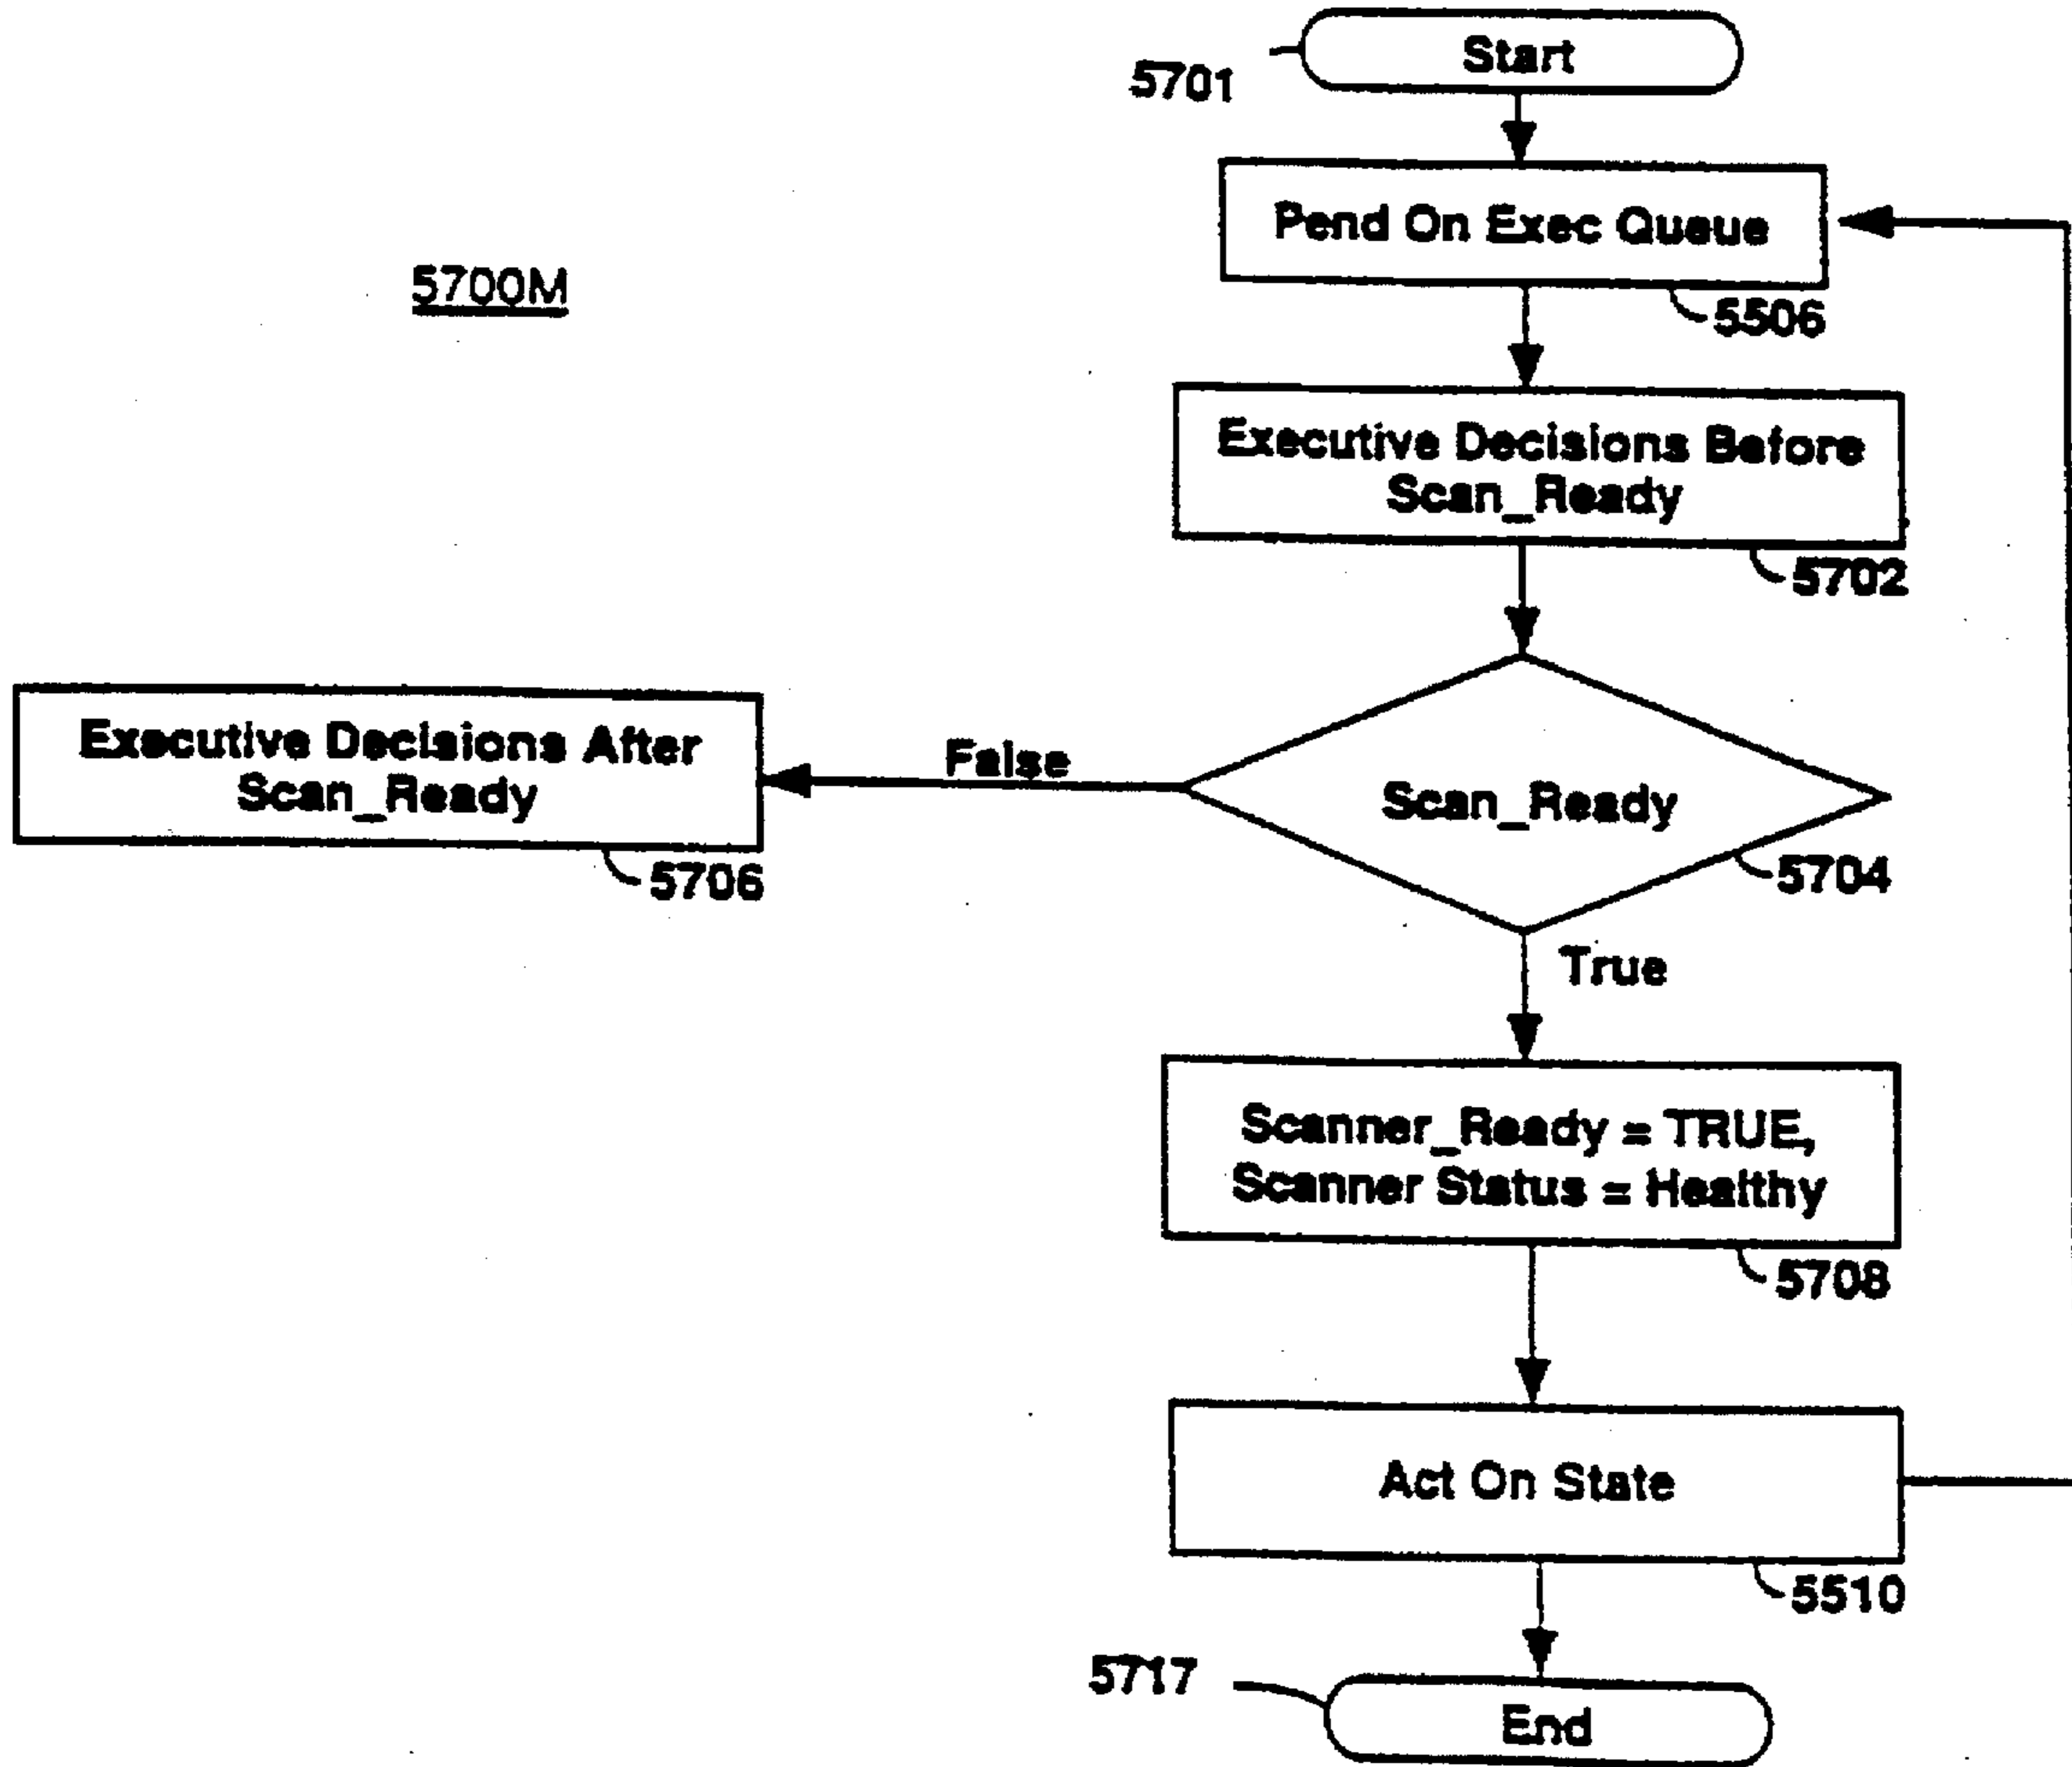 Start
5701
Pend On Exec Queue
5700M
5506
Executive Decisions Before
Scan_Ready
5702
Executive Decisions After
Scan_Ready
False
Scan_Ready
5706
5704
True
Scanner_Ready = TRUE,
Scanner Status = Healthy
5708
Act On State
5510
5717
End